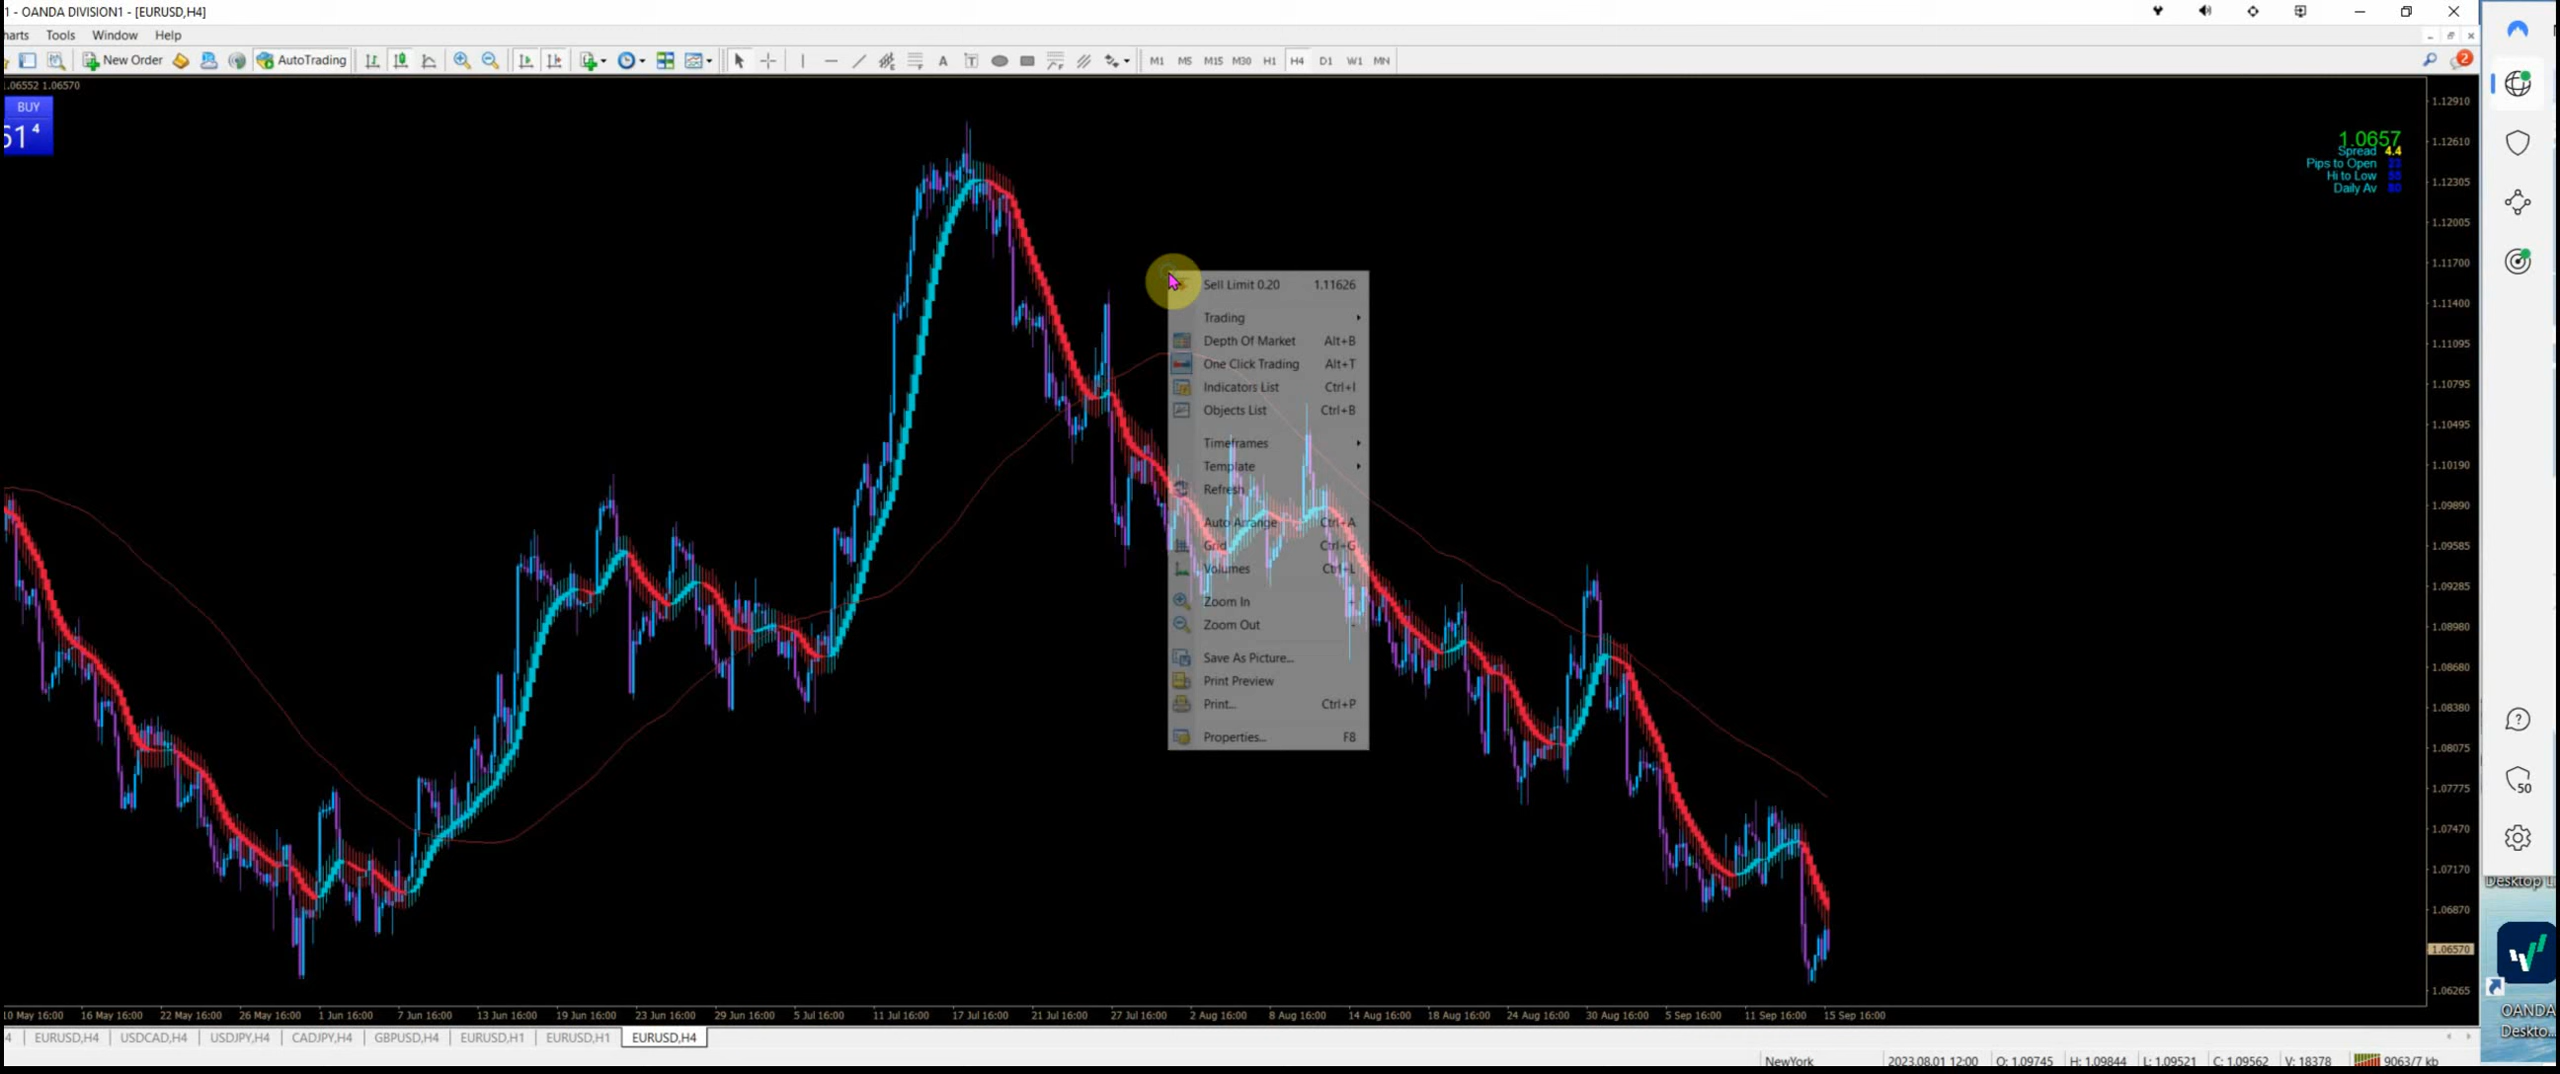 1 - OANDA DIVISION1 - [EURUSD,H4]
harts Tools Window Help
New Order AutoTrading M1 M5 M15 M30 H1 H4 D1 W1 MN 2
1.06552 1.06570
BUY
51 4
1.0657
Spread 4.4
Pips to Open
Hi to Low
Daily Av 80
1.12910
1.12610
1.12305
1.12005
1.11700
1.11400
1.11095
1.10795
1.10495
1.10190
1.09890
1.09585
1.09285
1.08980
1.08680
1.08380
1.08075
1.07775
1.07470
1.07170
1.06870
1.06570
1.06265
Sell Limit 0.20 1.11626
Trading
Depth Of Market Alt+B
One Click Trading Alt+T
Indicators List Ctrl+I
Objects List Ctrl+B
Timeframes
Template
Refresh
Auto Arrange Ctrl+A
Grid Ctrl+G
Volumes Ctrl+L
Zoom In +
Zoom Out -
Save As Picture...
Print Preview
Print... Ctrl+P
Properties... F8
10 May 16:00 16 May 16:00 22 May 16:00 26 May 16:00 1 Jun 16:00 7 Jun 16:00 13 Jun 16:00 19 Jun 16:00 23 Jun 16:00 29 Jun 16:00 5 Jul 16:00 11 Jul 16:00 17 Jul 16:00 21 Jul 16:00 27 Jul 16:00 2 Aug 16:00 8 Aug 16:00 14 Aug 16:00 18 Aug 16:00 24 Aug 16:00 30 Aug 16:00 5 Sep 16:00 11 Sep 16:00 15 Sep 16:00
4 EURUSD,H4 USDCAD,H4 USDJPY,H4 CADJPY,H4 GBPUSD,H4 EURUSD,H1 EURUSD,H1 EURUSD,H4
NewYork 2023.08.01 12:00 O: 1.09745 H: 1.09844 L: 1.09521 C: 1.09562 V: 18378 9063/7 kb
50
Desktop
OANDA
Deskto...